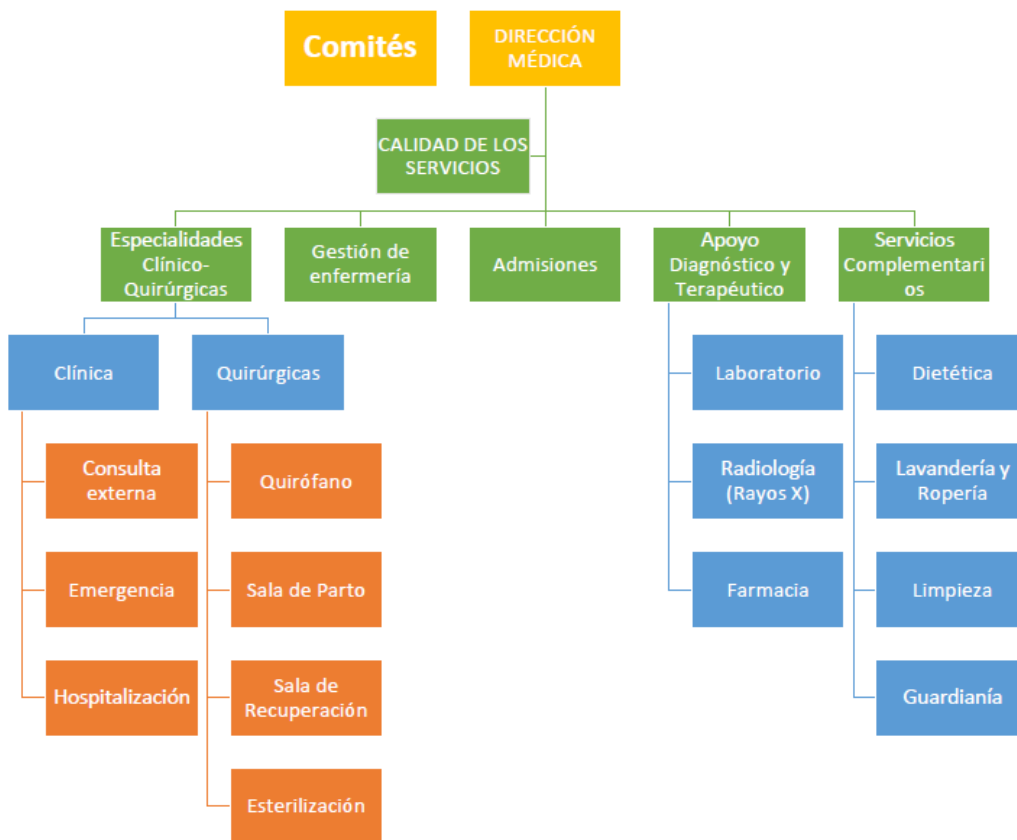 Comités
DIRECCIÓN
MÉDICA
CALIDAD DE LOS
SERVICIOS
Especialidades
Clínico-
Quirúrgicas
Gestión de
enfermería
Admisiones
Apoyo
Diagnóstico y
Terapéutico
Servicios
Complementari
os
Clínica
Quirúrgicas
Laboratorio
Dietética
Consulta
externa
Quirófano
Radiología
(Rayos X)
Lavandería y
Ropería
Emergencia
Sala de Parto
Farmacia
Limpieza
Hospitalización
Sala de
Recuperación
Guardianía
Esterilización